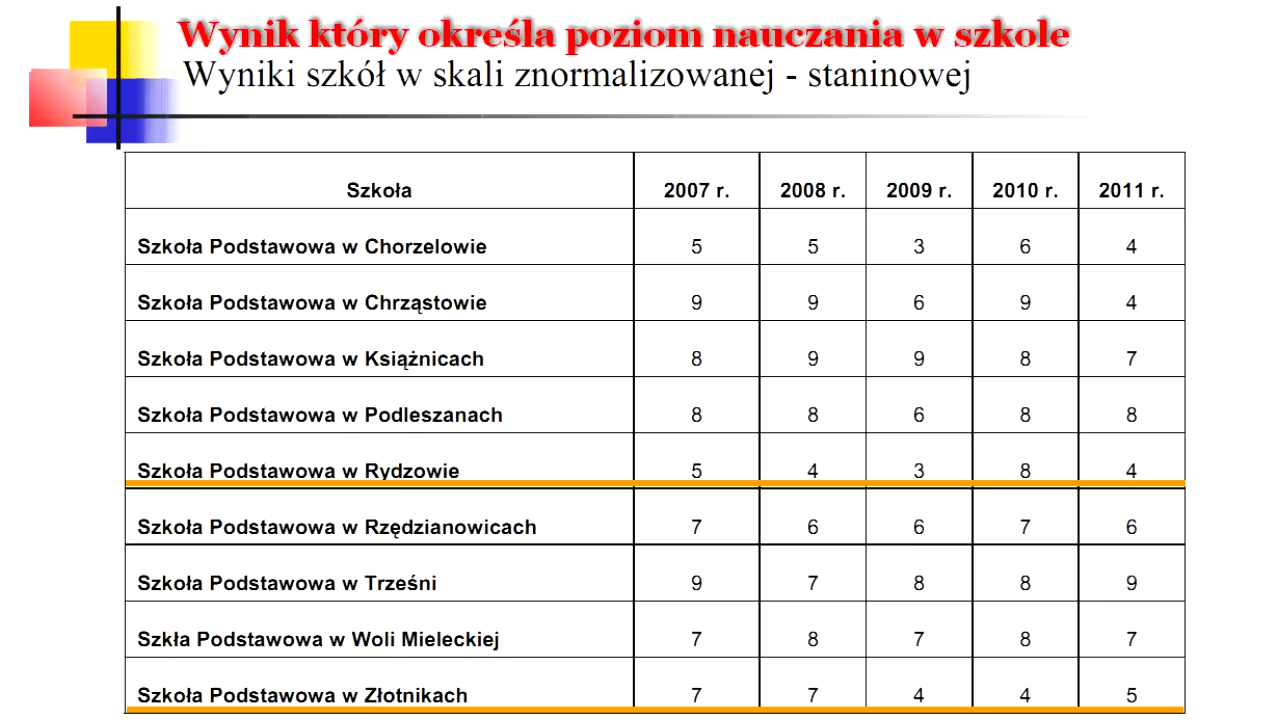 Wynik który określa poziom nauczania w szkole
Wyniki szkół w skali znormalizowanej - staninowej
Szkoła 2007 r. 2008 r. 2009 r. 2010 r. 2011 r.
Szkoła Podstawowa w Chorzelowie 5 5 3 6 4
Szkoła Podstawowa w Chrząstowie 9 9 6 9 4
Szkoła Podstawowa w Książnicach 8 9 9 8 7
Szkoła Podstawowa w Podleszanach 8 8 6 8 8
Szkoła Podstawowa w Rydzowie 5 4 3 8 4
Szkoła Podstawowa w Rzędzianowicach 7 6 6 7 6
Szkoła Podstawowa w Trześni 9 7 8 8 9
Szkła Podstawowa w Woli Mieleckiej 7 8 7 8 7
Szkoła Podstawowa w Złotnikach 7 7 4 4 5